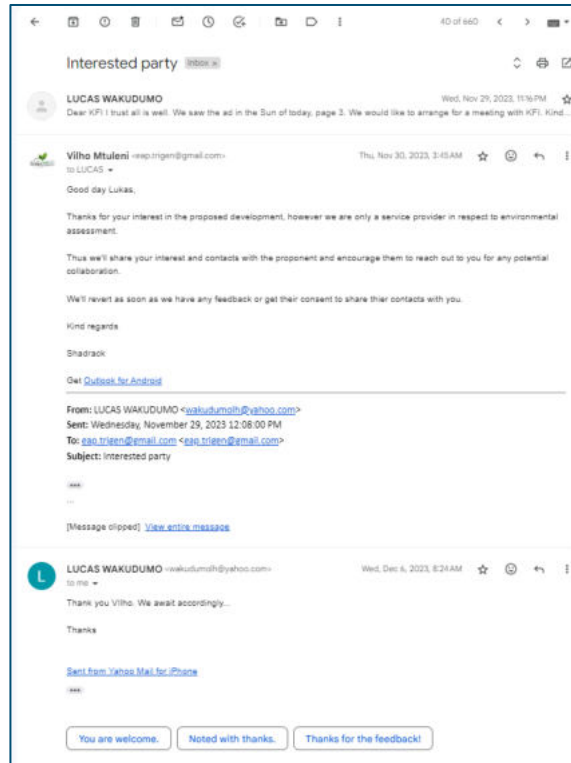 40 of 660
Interested party Inbox x
LUCAS WAKUDUMO Wed, Nov 29, 2023, 11:16 PM
Dear KFI I trust all is well. We saw the ad in the Sun of today, page 3. We would like to arrange for a meeting with KFI. Kind...
Vilho Mtuleni <eap.trigen@gmail.com> Thu, Nov 30, 2023, 3:45 AM
to LUCAS
Good day Lukas,
Thanks for your interest in the proposed development, however we are only a service provider in respect to environmental
assessment.
Thus we'll share your interest and contacts with the proponent and encourage them to reach out to you for any potential
collaboration.
We'll revert as soon as we have any feedback or get their consent to share thier contacts with you.
Kind regards
Shadrack
Get Outlook for Android
From: LUCAS WAKUDUMO <wakudumolh@yahoo.com>
Sent: Wednesday, November 29, 2023 12:08:00 PM
To: eap.trigen@gmail.com <eap.trigen@gmail.com>
Subject: Interested party
...
[Message clipped] View entire message
L
LUCAS WAKUDUMO <wakudumolh@yahoo.com> Wed, Dec 6, 2023, 8:24 AM
to me
Thank you Vilho. We await accordingly...
Thanks
Sent from Yahoo Mail for iPhone
You are welcome. Noted with thanks. Thanks for the feedback!